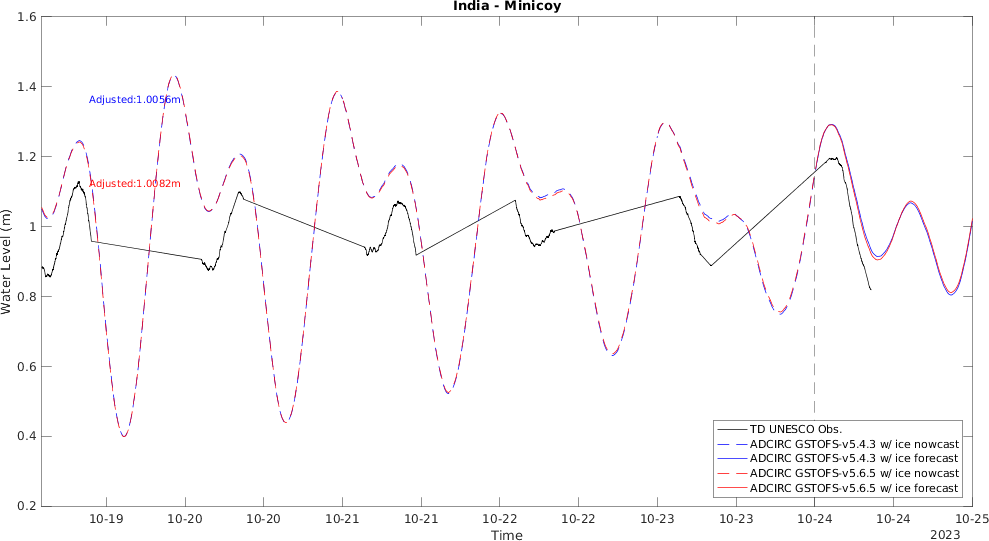 India - Minicoy
1.6
1.4
1.2
1
0.8
0.6
0.4
0.2
Water Level (m)
Adjusted:1.0056m
Adjusted:1.0082m
TD UNESCO Obs.
ADCIRC GSTOFS-v5.4.3 w/ ice nowcast
ADCIRC GSTOFS-v5.4.3 w/ ice forecast
ADCIRC GSTOFS-v5.6.5 w/ ice nowcast
ADCIRC GSTOFS-v5.6.5 w/ ice forecast
10-19 10-20 10-20 10-21 10-21 10-22 10-22 10-23 10-23 10-24 10-24 10-25
Time
2023